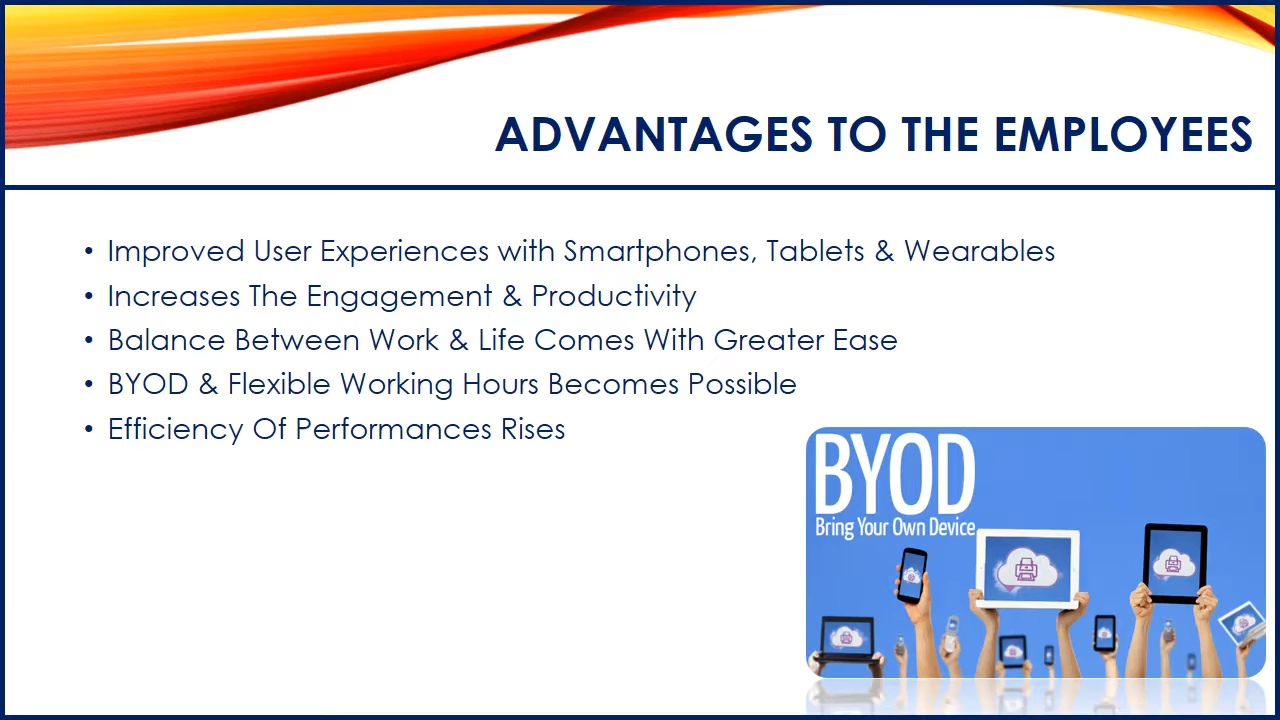 ADVANTAGES TO THE EMPLOYEES
• Improved User Experiences with Smartphones, Tablets & Wearables
• Increases The Engagement & Productivity
• Balance Between Work & Life Comes With Greater Ease
• BYOD & Flexible Working Hours Becomes Possible
• Efficiency Of Performances Rises
BYOD
Bring Your Own Device